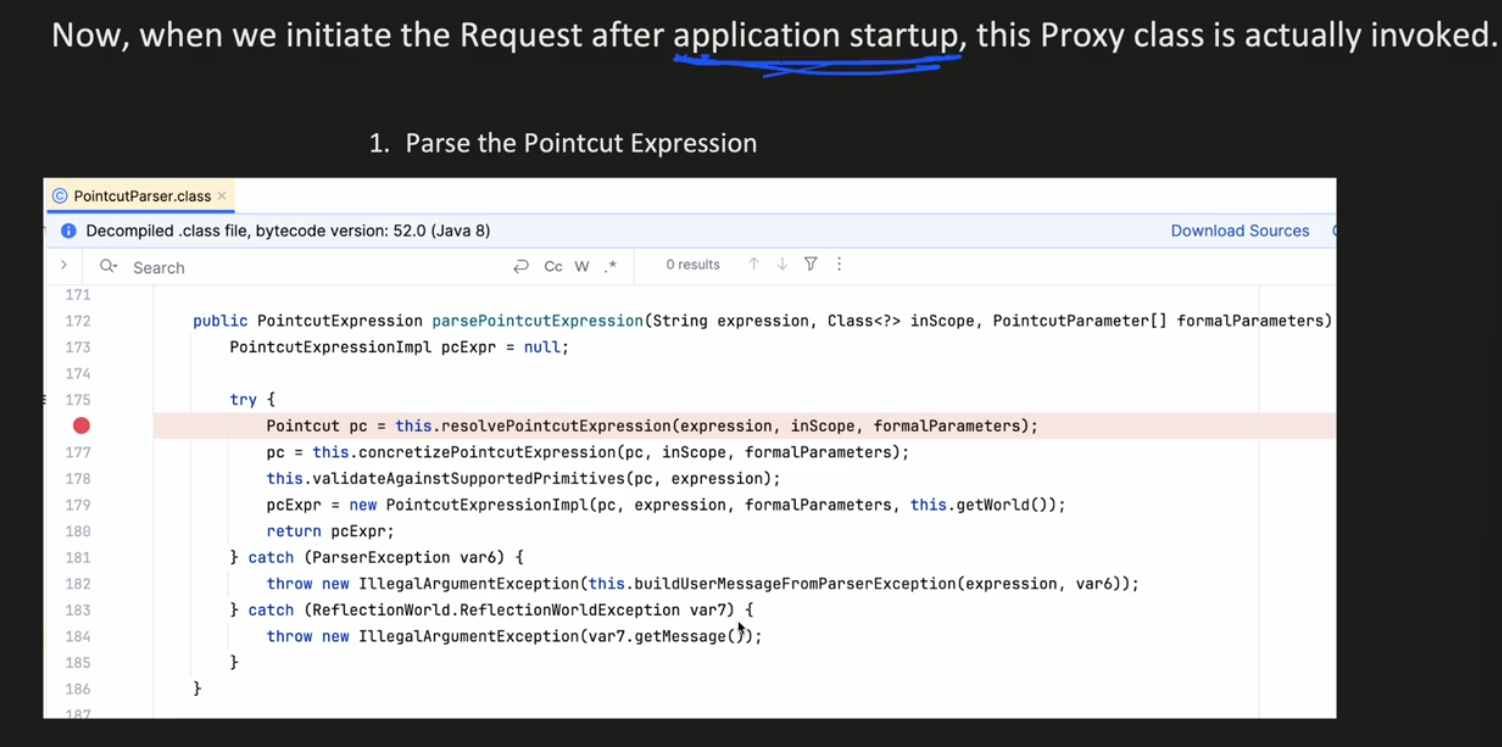 Now, when we initiate the Request after application startup, this Proxy class is actually invoked.
1. Parse the Pointcut Expression
PointcutParser.class
Decompiled .class file, bytecode version: 52.0 (Java 8)
Download Sources
Search
Cc W .*
0 results
171
172 public PointcutExpression parsePointcutExpression(String expression, Class<?> inScope, PointcutParameter[] formalParameters)
173 PointcutExpressionImpl pcExpr = null;
174
175 try {
Pointcut pc = this.resolvePointcutExpression(expression, inScope, formalParameters);
177 pc = this.concretizePointcutExpression(pc, inScope, formalParameters);
178 this.validateAgainstSupportedPrimitives(pc, expression);
179 pcExpr = new PointcutExpressionImpl(pc, expression, formalParameters, this.getWorld());
180 return pcExpr;
181 } catch (ParserException var6) {
182 throw new IllegalArgumentException(this.buildUserMessageFromParserException(expression, var6));
183 } catch (ReflectionWorld.ReflectionWorldException var7) {
184 throw new IllegalArgumentException(var7.getMessage());
185 }
186 }
187